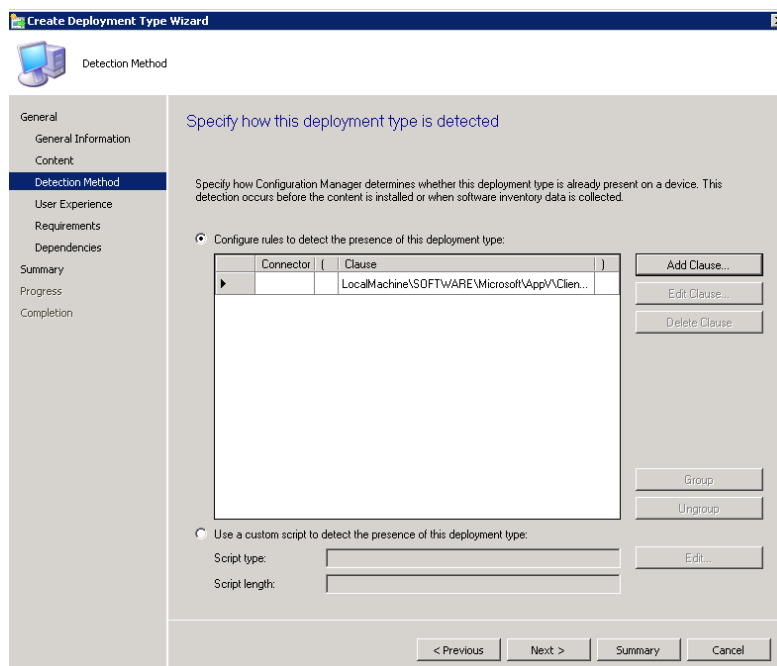 Create Deployment Type Wizard
Detection Method
General
General Information
Content
Detection Method
User Experience
Requirements
Dependencies
Summary
Progress
Completion
Specify how this deployment type is detected
Specify how Configuration Manager determines whether this deployment type is already present on a device. This
detection occurs before the content is installed or when software inventory data is collected.
Configure rules to detect the presence of this deployment type:
Connector ( Clause )
LocalMachine\SOFTWARE\Microsoft\AppV\Clien...
Add Clause...
Edit Clause...
Delete Clause
Group
Ungroup
Use a custom script to detect the presence of this deployment type:
Script type:
Edit...
Script length:
< Previous Next > Summary Cancel